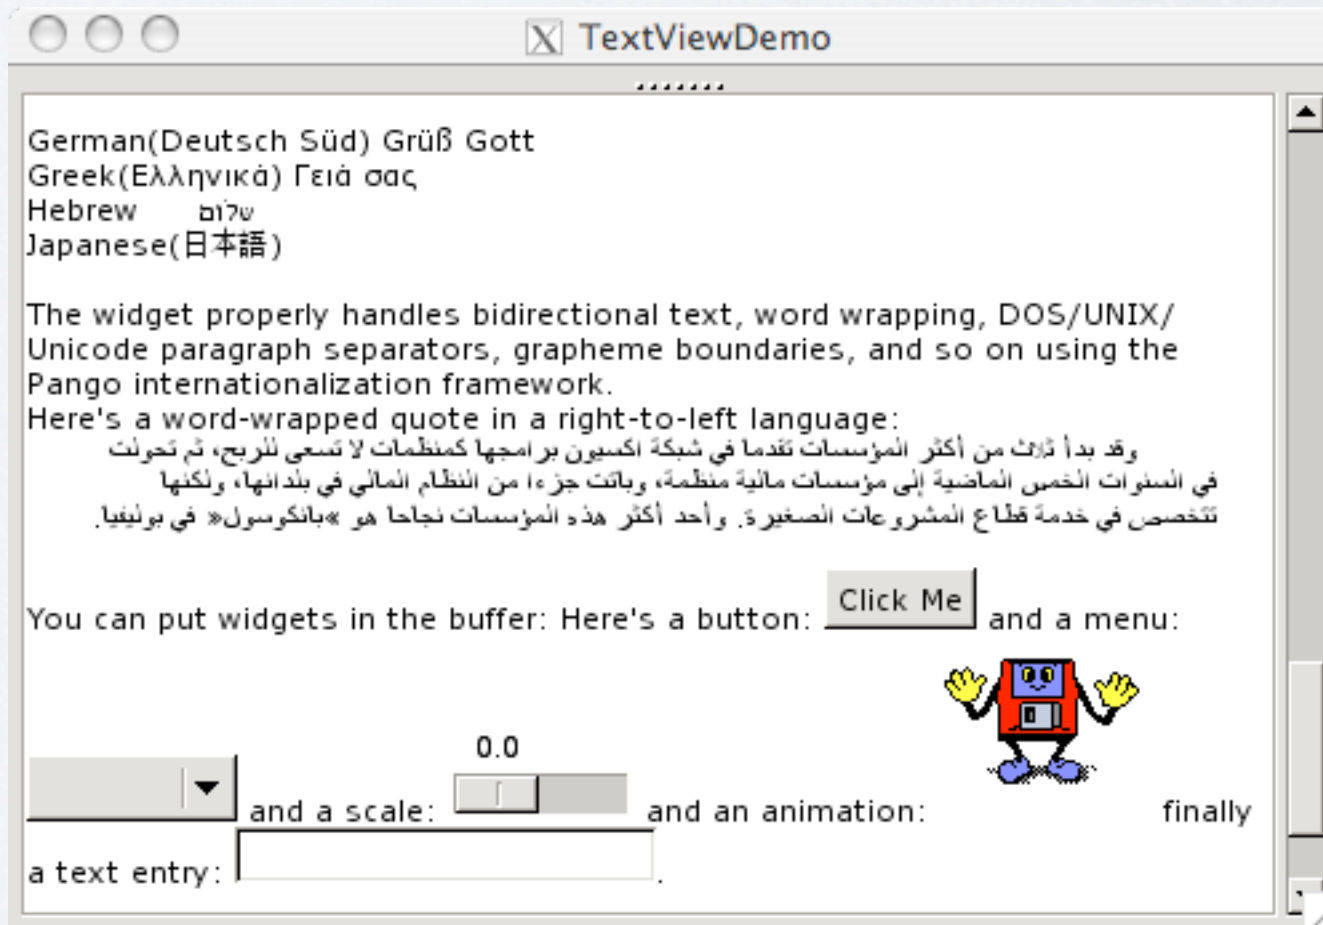 TextViewDemo
German(Deutsch Süd) Grüß Gott
Greek(Ελληνικά) Γειά σας
Hebrew שלום
Japanese(日本語)
The widget properly handles bidirectional text, word wrapping, DOS/UNIX/
Unicode paragraph separators, grapheme boundaries, and so on using the
Pango internationalization framework.
Here's a word-wrapped quote in a right-to-left language:
وقد بدأ ثلاث من أكثر المؤسسات تقدما في شبكة اكسيون برامجها كمنظمات لا تسعى للربح، ثم تحولت
في السنوات الخمس الماضية إلى مؤسسات مالية منظمة، وباتت جزءا من النظام المالي في بلدانها، ولكنها
تتخصص في خدمة قطاع المشروعات الصغيرة. وأحد أكثر هذه المؤسسات نجاحا هو »بانكوسول« في بوليفيا.
You can put widgets in the buffer: Here's a button: Click Me and a menu:
0.0
and a scale: and an animation: finally
a text entry: .